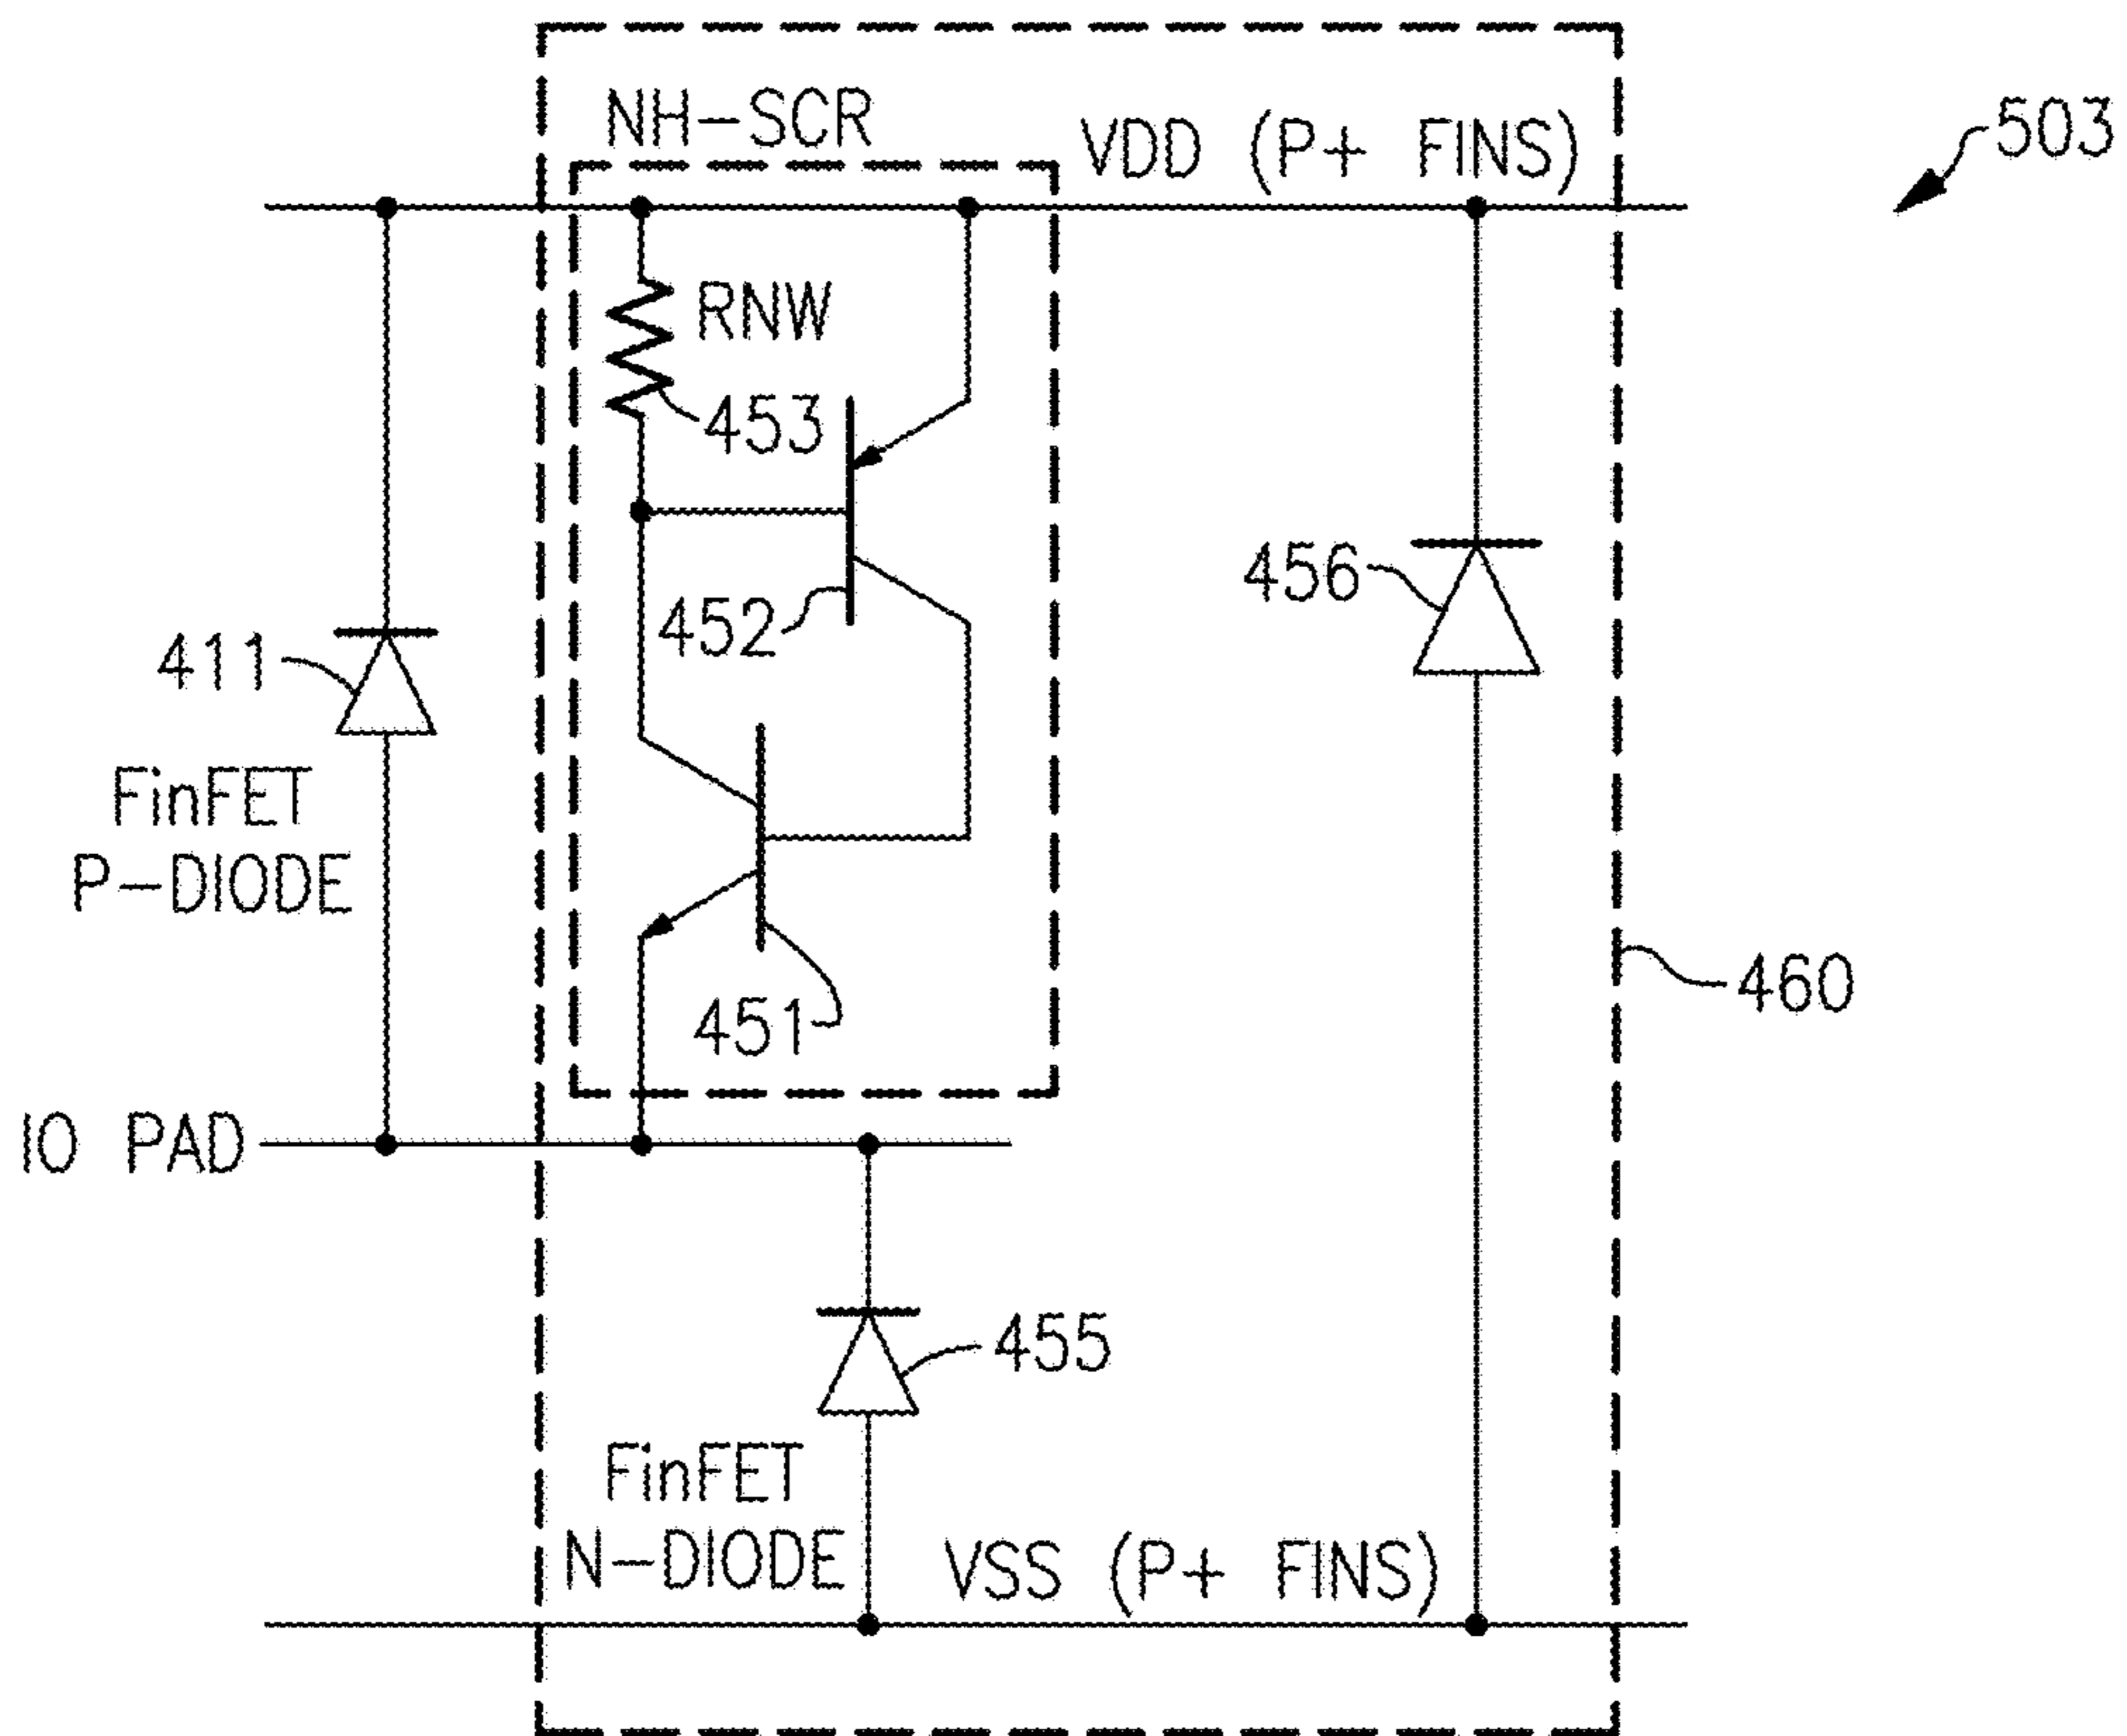 NH-SCR
VDD (P+ FINS)
503
RNW
453
452
456
411
FinFET
P-DIODE
451
460
IO PAD
455
FinFET
N-DIODE
VSS (P+ FINS)